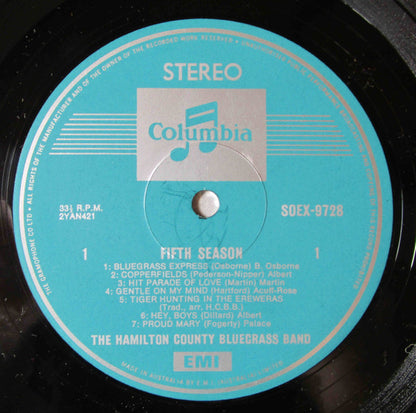 STEREO
Columbia
33⅓ R.P.M.
2YAN421
SOEX-9728
1
FIFTH SEASON
1
1: BLUEGRASS EXPRESS (Osborne) B. Osborne
2: COPPERFIELDS (Pederson-Nipper) Albert
3: HIT PARADE OF LOVE (Martin) Martin
4: GENTLE ON MY MIND (Hartford) Acuff-Rose
5: TIGER HUNTING IN THE EREWERAS
(Trad., arr. H.C.B.B.)
6: HEY, BOYS (Dillard) Albert
7: PROUD MARY (Fogerty) Palace
THE HAMILTON COUNTY BLUEGRASS BAND
EMI
MADE IN AUSTRALIA BY E.M.I.
THE GRAMOPHONE CO LTD • ALL RIGHTS OF THE MANUFACTURER AND OF THE OWNER OF THE RECORDED WORK RESERVED •